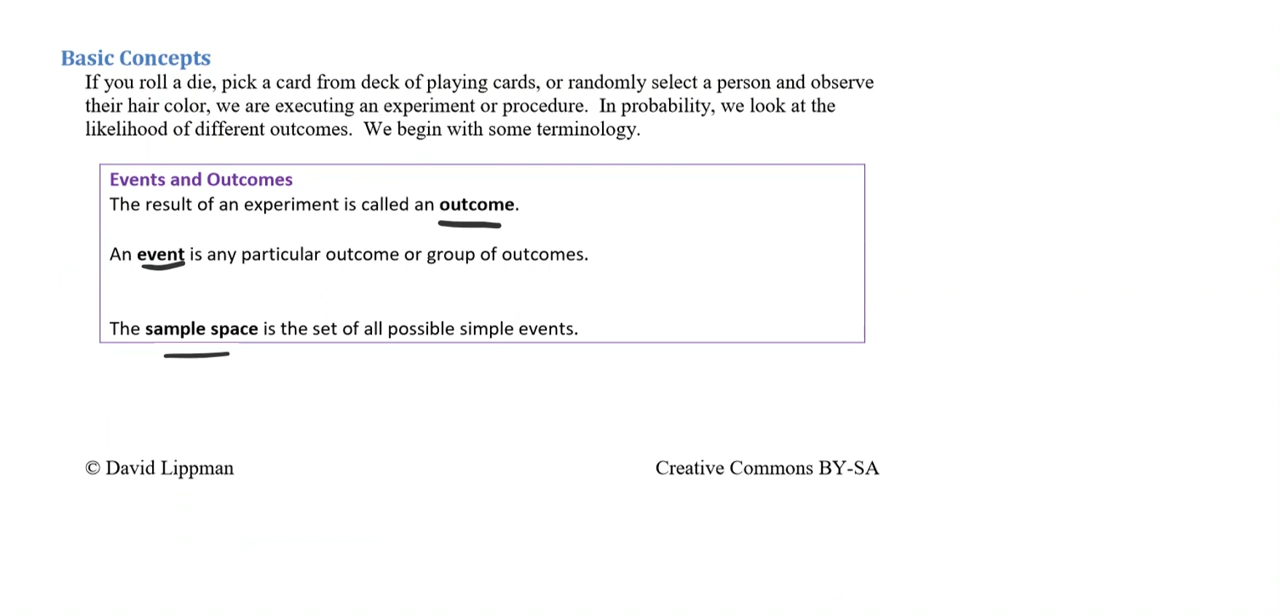 Basic Concepts
If you roll a die, pick a card from deck of playing cards, or randomly select a person and observe
their hair color, we are executing an experiment or procedure.  In probability, we look at the
likelihood of different outcomes.  We begin with some terminology.
Events and Outcomes
The result of an experiment is called an outcome.
An event is any particular outcome or group of outcomes.
The sample space is the set of all possible simple events.
© David Lippman
Creative Commons BY-SA